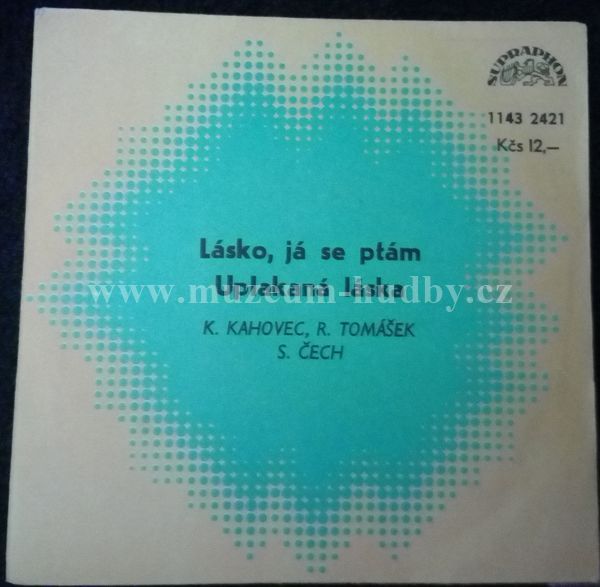 SUPRAPHON
1143 2421
Kčs 12,—
Lásko, já se ptám
Uplakaná láska
www.muzeum-hudby.cz
K. KAHOVEC, R. TOMÁŠEK
S. ČECH